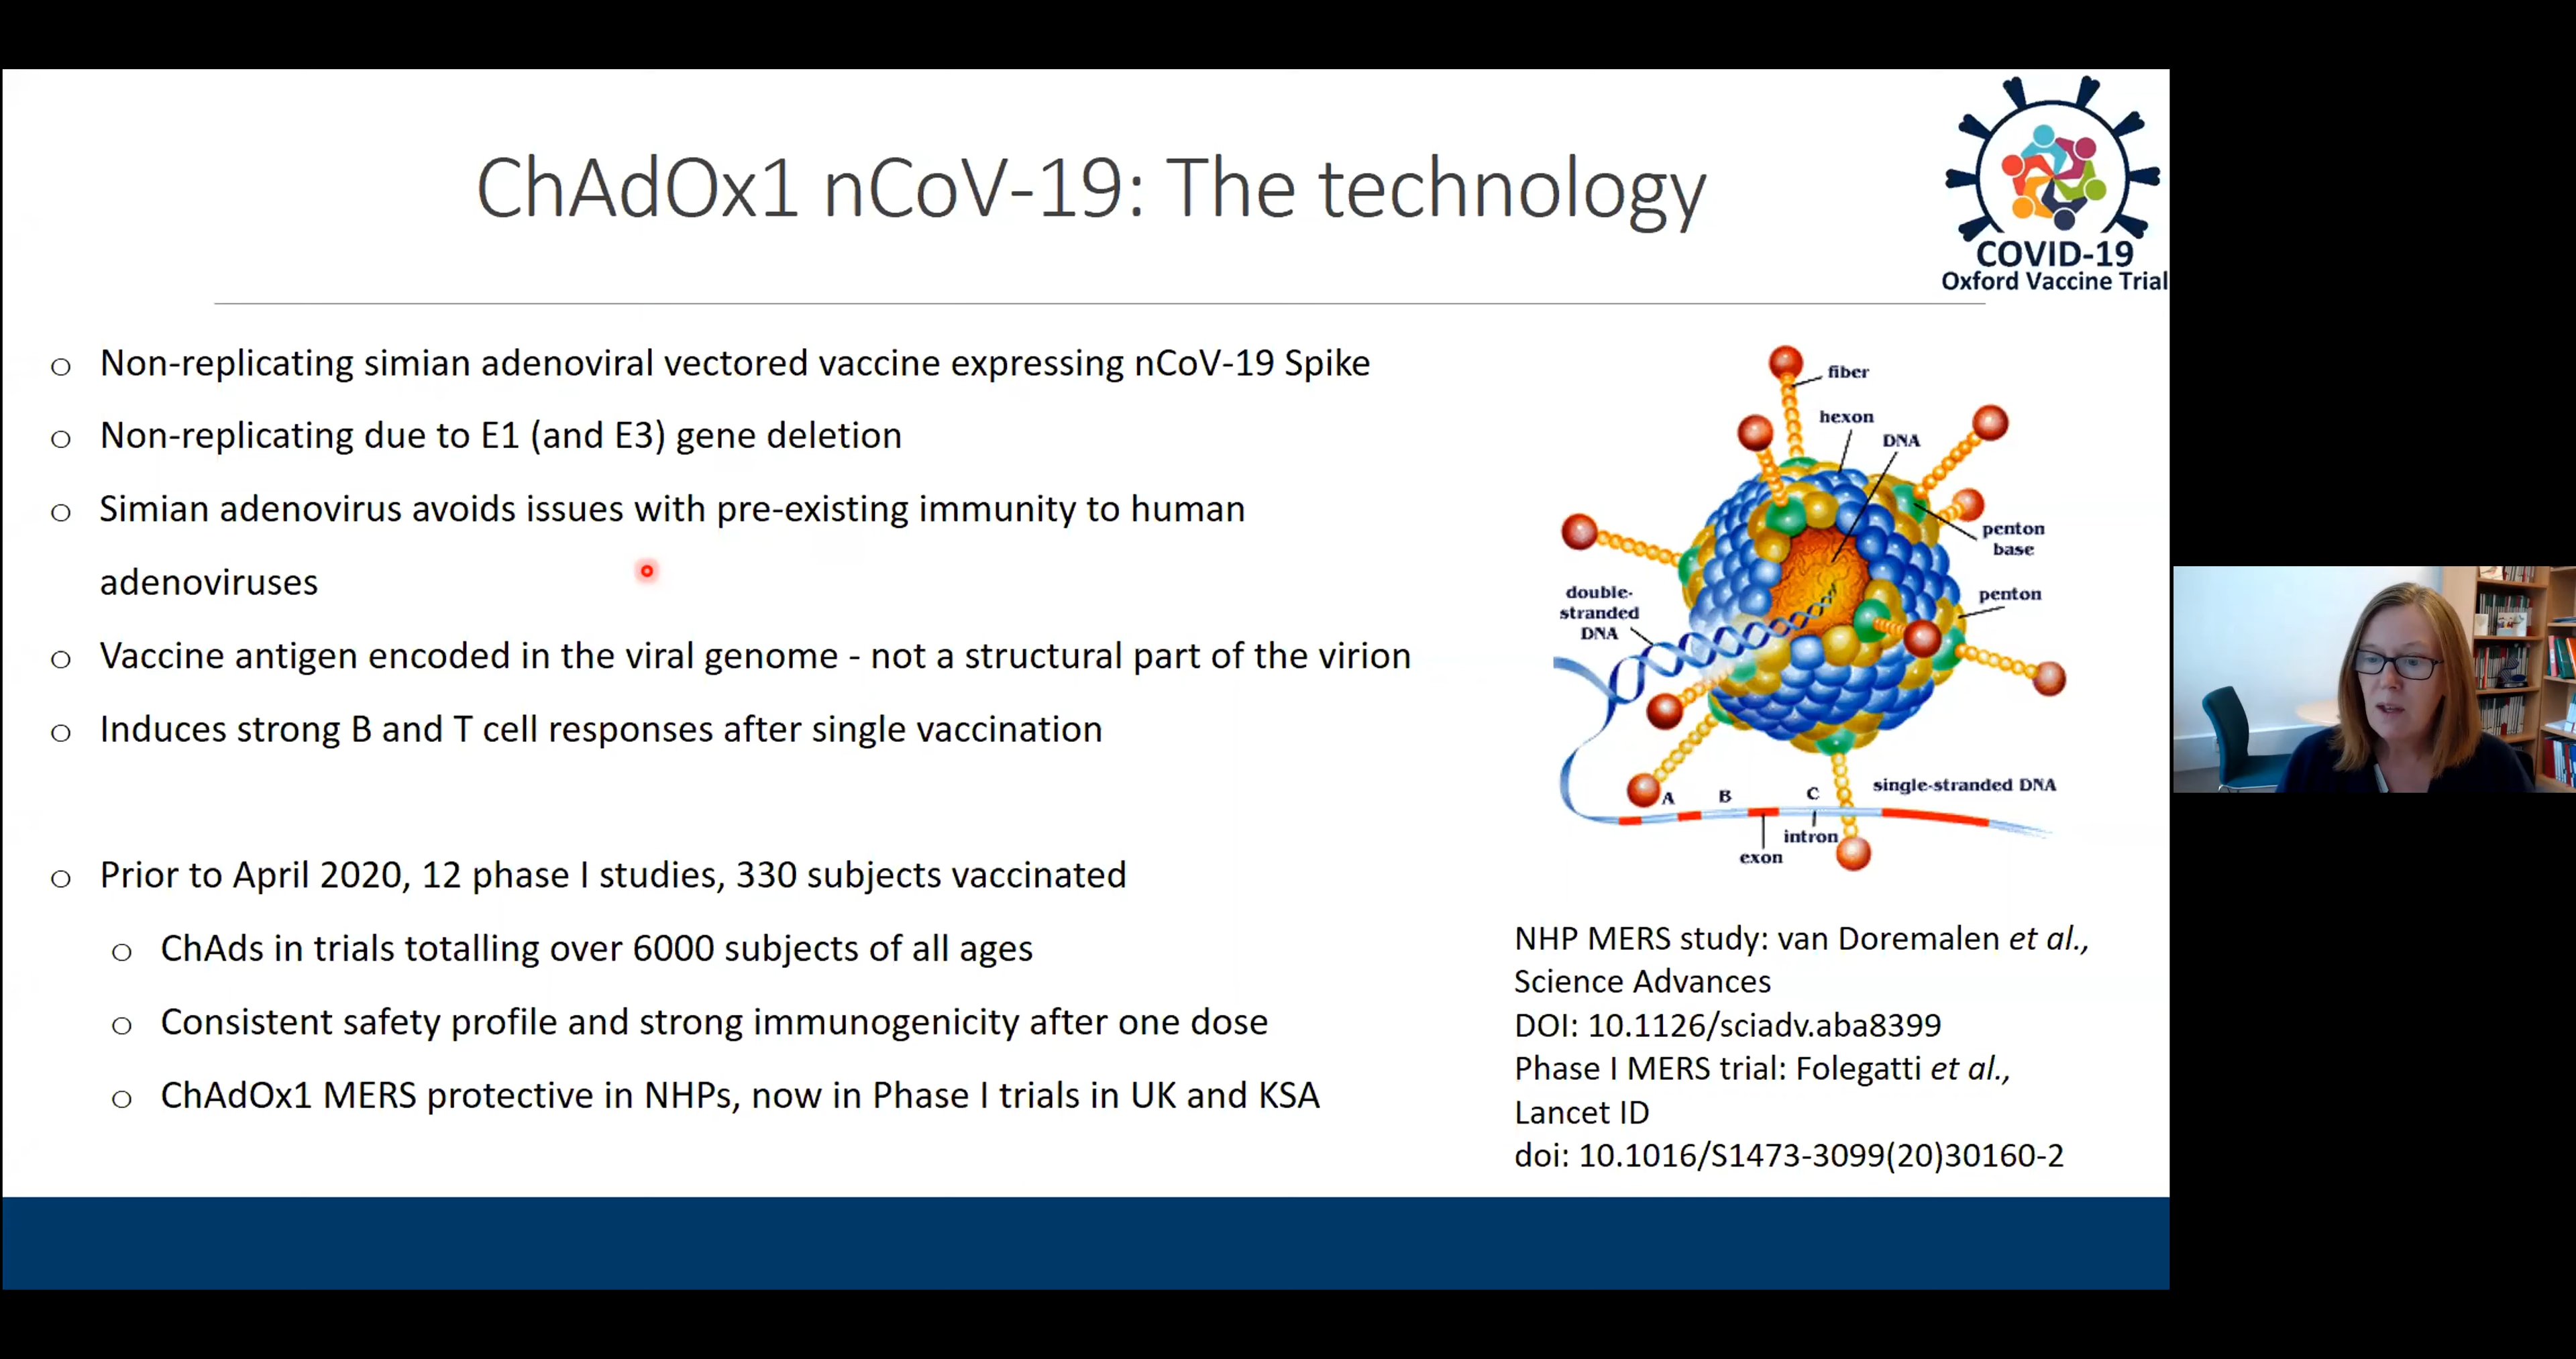 ChAdOx1 nCoV-19: The technology
COVID-19
Oxford Vaccine Trial
o Non-replicating simian adenoviral vectored vaccine expressing nCoV-19 Spike
o Non-replicating due to E1 (and E3) gene deletion
o Simian adenovirus avoids issues with pre-existing immunity to human
adenoviruses
o Vaccine antigen encoded in the viral genome - not a structural part of the virion
o Induces strong B and T cell responses after single vaccination
o Prior to April 2020, 12 phase I studies, 330 subjects vaccinated
o ChAds in trials totalling over 6000 subjects of all ages
o Consistent safety profile and strong immunogenicity after one dose
o ChAdOx1 MERS protective in NHPs, now in Phase I trials in UK and KSA
fiber
hexon
DNA
penton
base
double-
stranded
DNA
penton
single-stranded DNA
A B C
intron
exon
NHP MERS study: van Doremalen et al.,
Science Advances
DOI: 10.1126/sciadv.aba8399
Phase I MERS trial: Folegatti et al.,
Lancet ID
doi: 10.1016/S1473-3099(20)30160-2